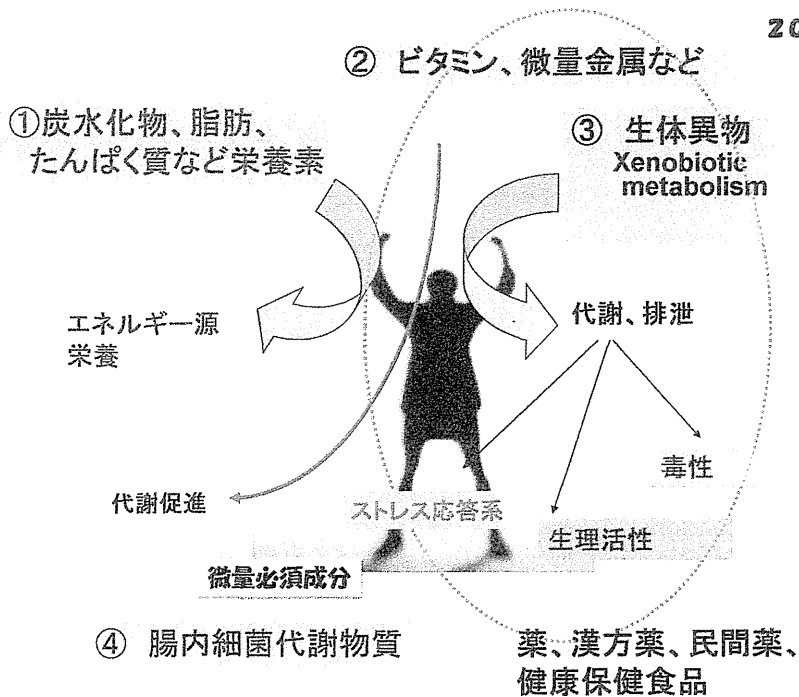 20
② ビタミン、微量金属など
①炭水化物、脂肪、
たんぱく質など栄養素
③ 生体異物
Xenobiotic
metabolism
エネルギー源
栄養
代謝、排泄
毒性
代謝促進
ストレス応答系
生理活性
微量必須成分
④ 腸内細菌代謝物質
薬、漢方薬、民間薬、
健康保健食品